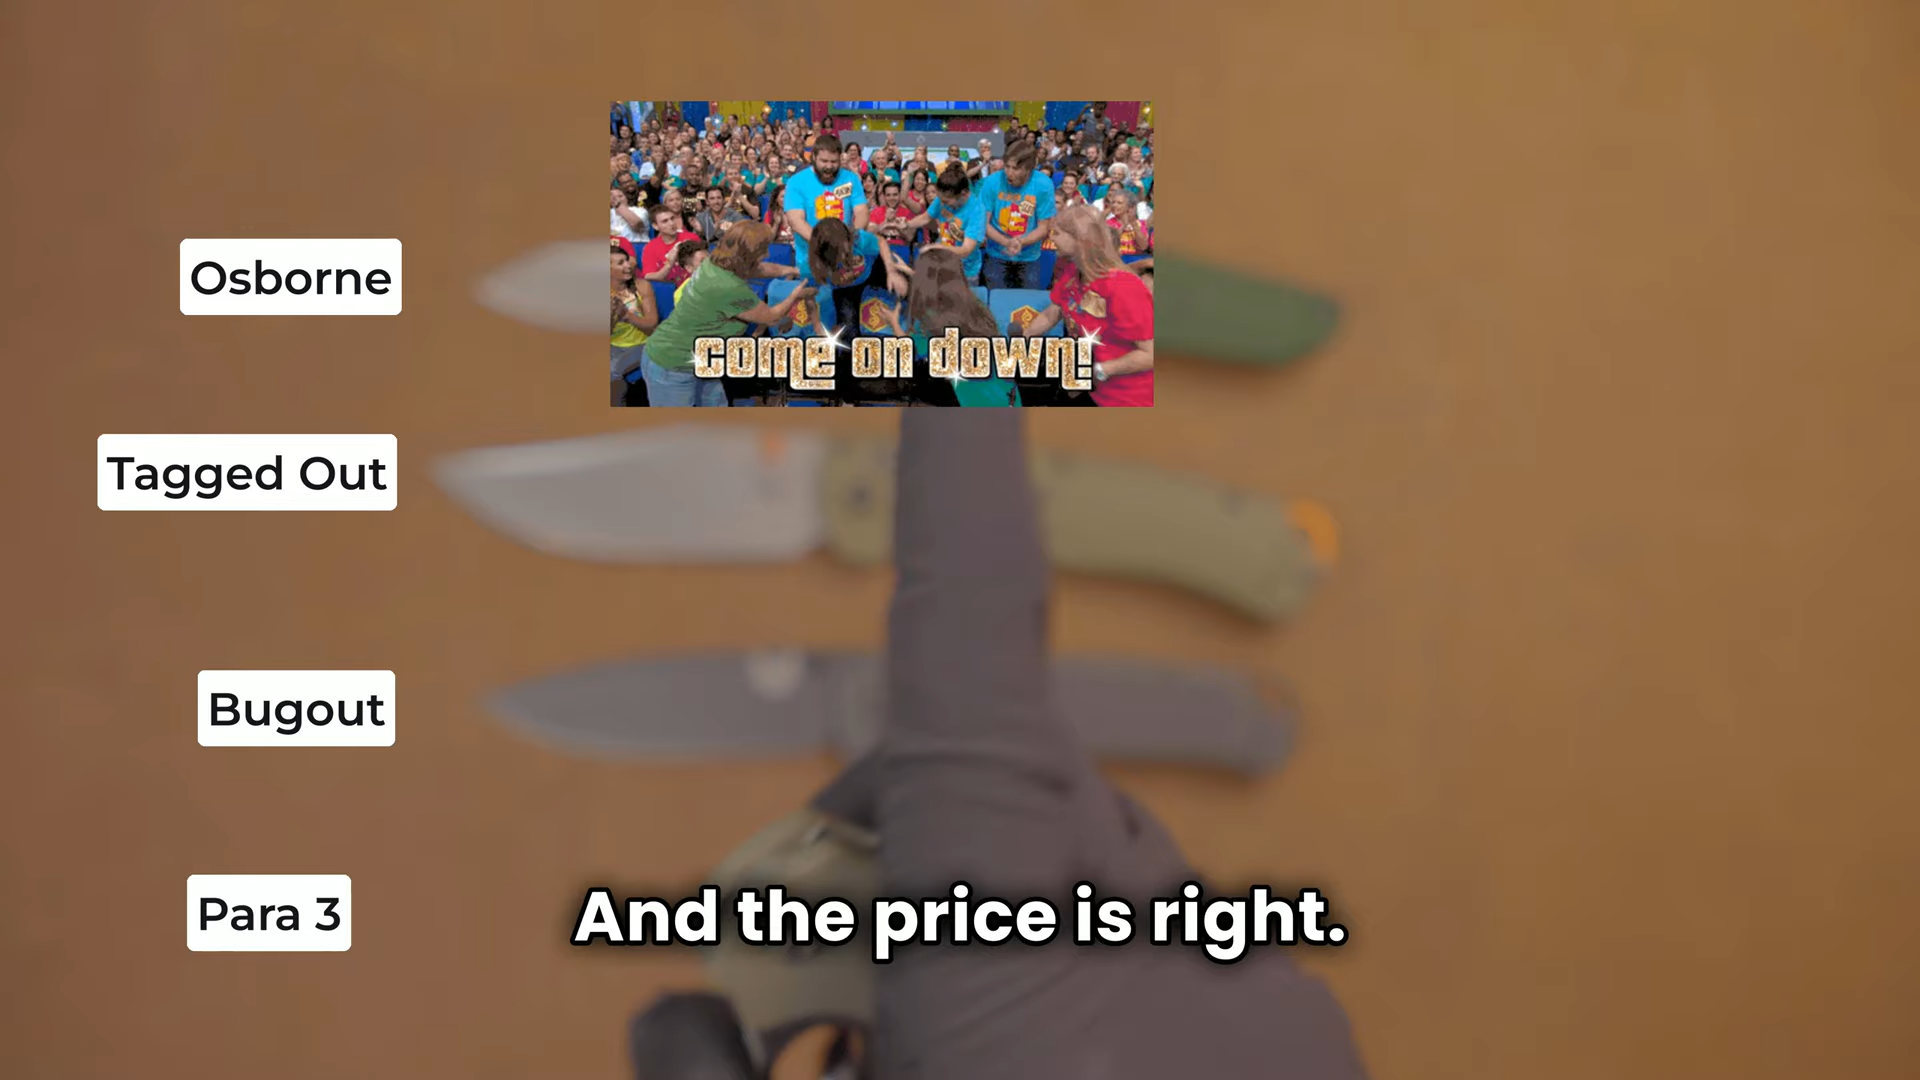 come on down!
Osborne
Tagged Out
Bugout
Para 3
And the price is right.